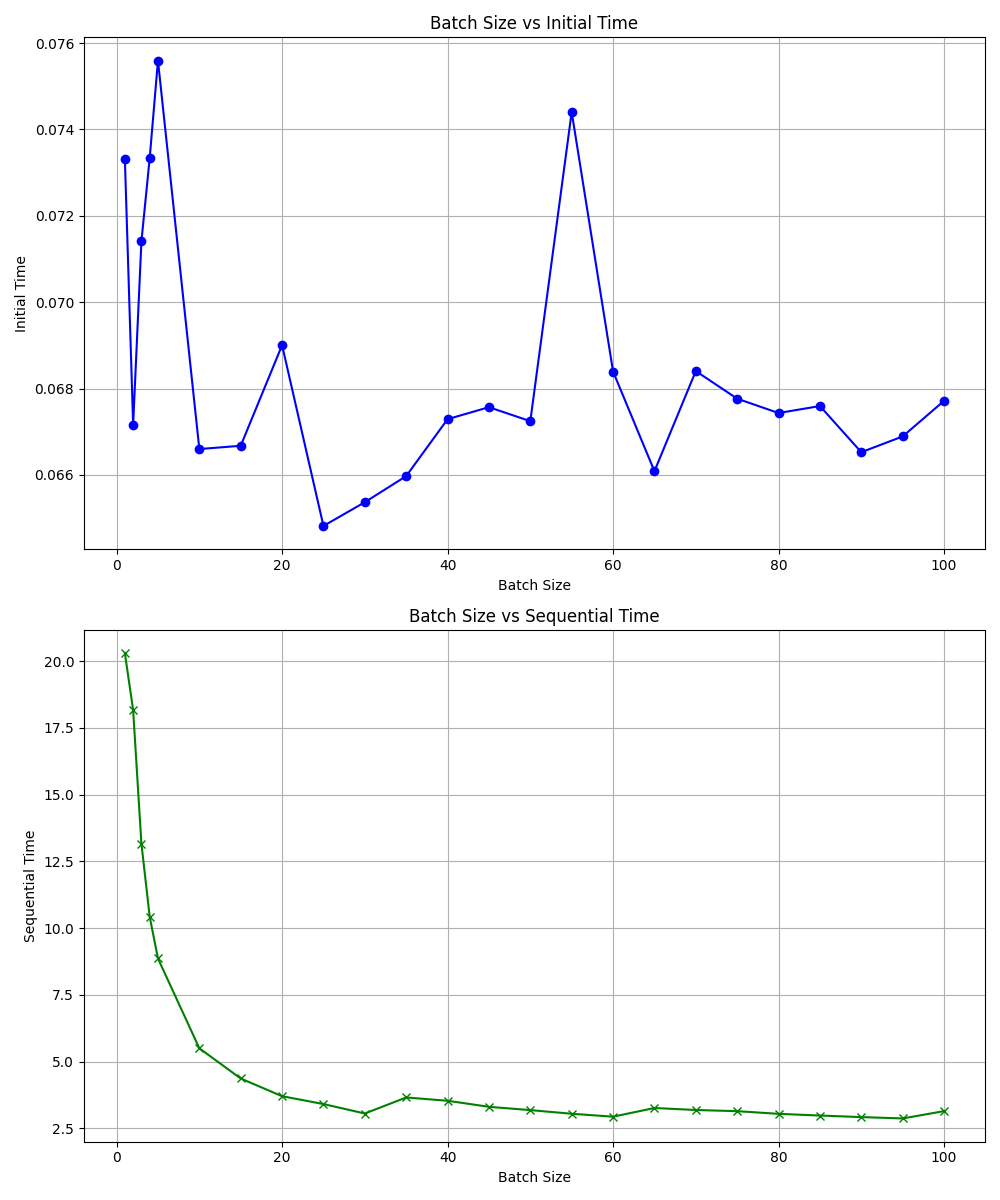 Batch Size vs Initial Time
0.076
0.074
0.072
0.070
0.068
0.066
Initial Time
0 20 40 60 80 100
Batch Size
Batch Size vs Sequential Time
20.0
17.5
15.0
12.5
10.0
7.5
5.0
2.5
Sequential Time
0 20 40 60 80 100
Batch Size